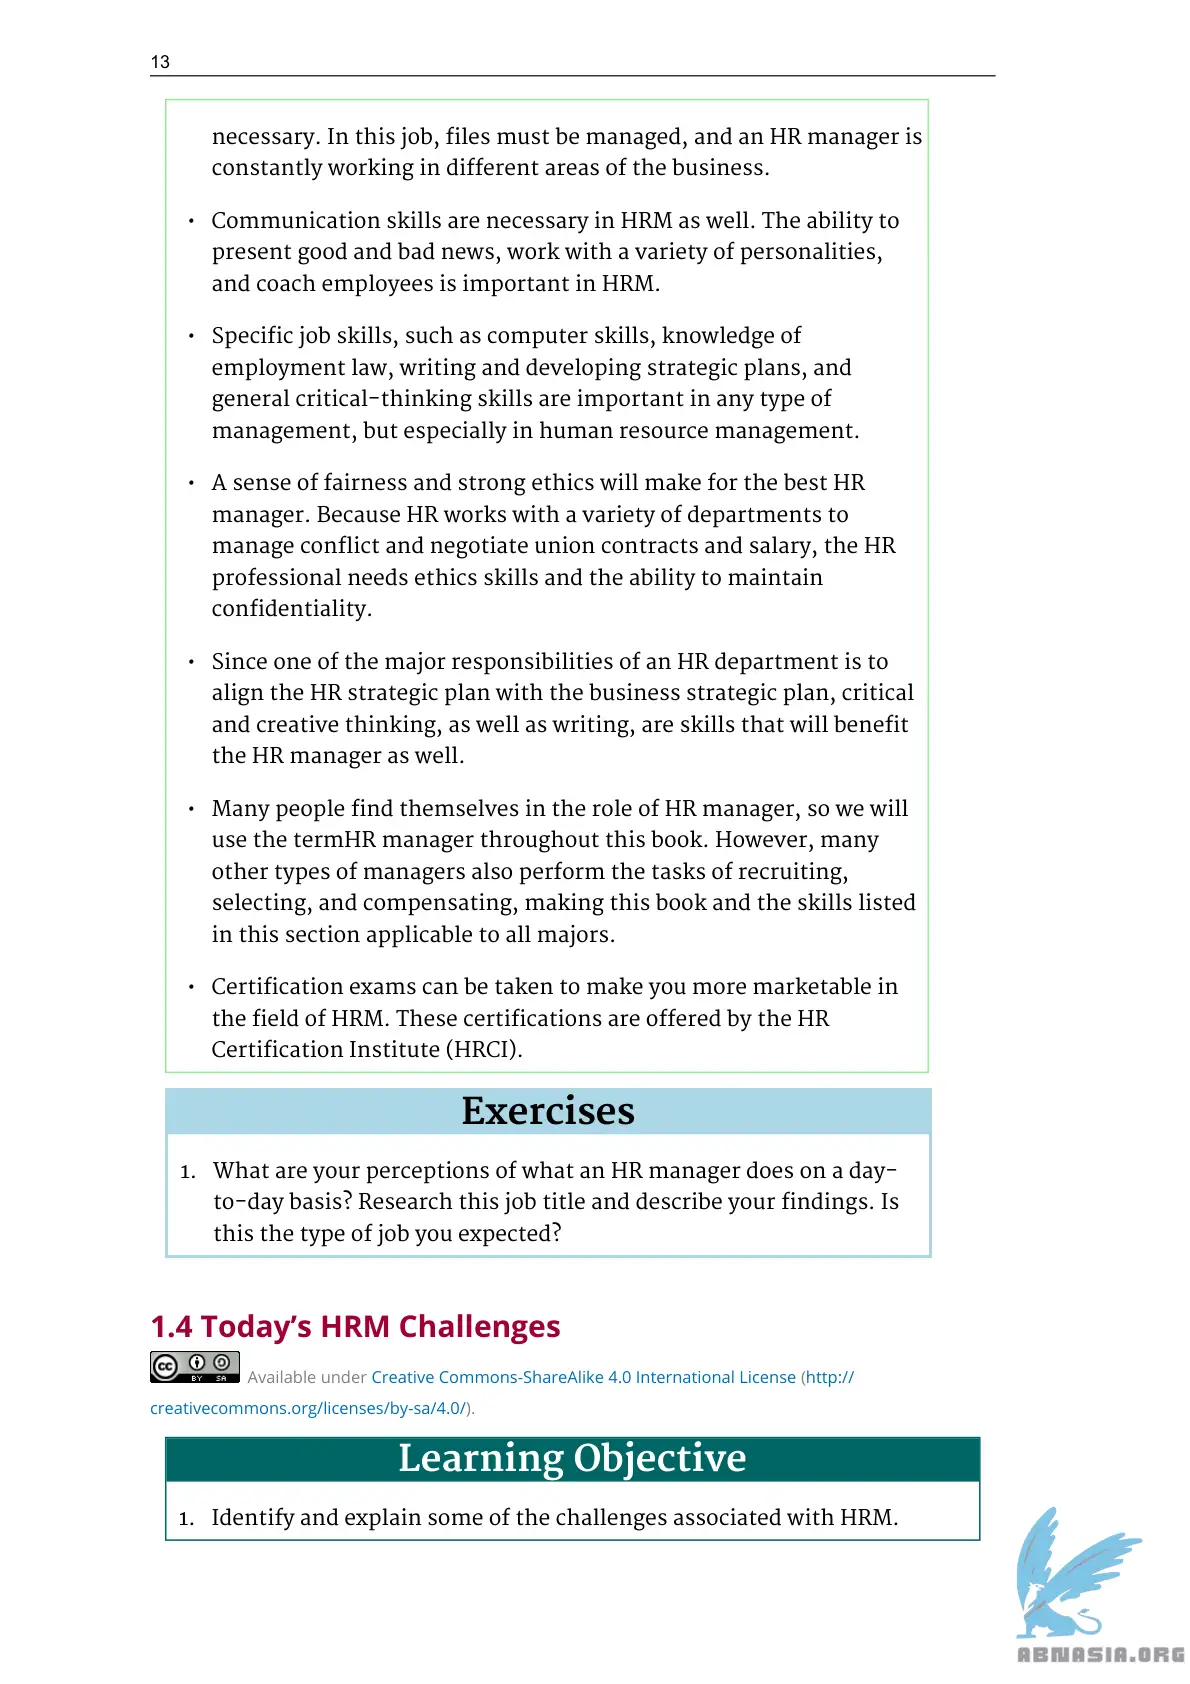 13
necessary. In this job, files must be managed, and an HR manager is
constantly working in different areas of the business.
• Communication skills are necessary in HRM as well. The ability to
present good and bad news, work with a variety of personalities,
and coach employees is important in HRM.
• Specific job skills, such as computer skills, knowledge of
employment law, writing and developing strategic plans, and
general critical-thinking skills are important in any type of
management, but especially in human resource management.
• A sense of fairness and strong ethics will make for the best HR
manager. Because HR works with a variety of departments to
manage conflict and negotiate union contracts and salary, the HR
professional needs ethics skills and the ability to maintain
confidentiality.
• Since one of the major responsibilities of an HR department is to
align the HR strategic plan with the business strategic plan, critical
and creative thinking, as well as writing, are skills that will benefit
the HR manager as well.
• Many people find themselves in the role of HR manager, so we will
use the termHR manager throughout this book. However, many
other types of managers also perform the tasks of recruiting,
selecting, and compensating, making this book and the skills listed
in this section applicable to all majors.
• Certification exams can be taken to make you more marketable in
the field of HRM. These certifications are offered by the HR
Certification Institute (HRCI).
Exercises
1. What are your perceptions of what an HR manager does on a day-
to-day basis? Research this job title and describe your findings. Is
this the type of job you expected?
1.4 Today’s HRM Challenges
cc BY SA Available under Creative Commons-ShareAlike 4.0 International License (http://
creativecommons.org/licenses/by-sa/4.0/).
Learning Objective
1. Identify and explain some of the challenges associated with HRM.
ABNASIA.ORG